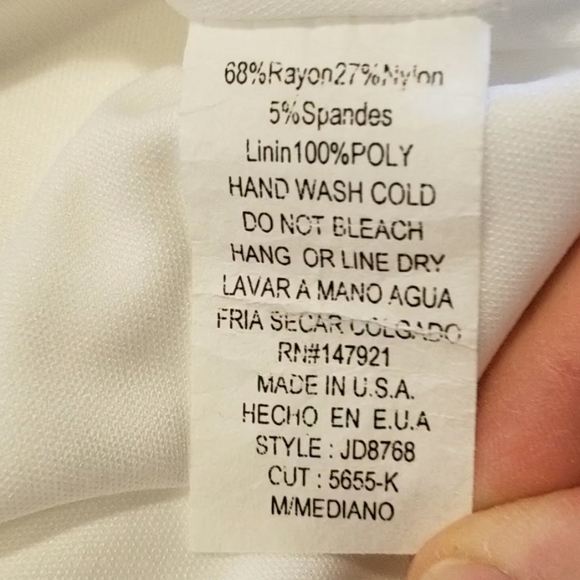 68%Rayon27%Nylon
5%Spandes
Linin100%POLY
HAND WASH COLD
DO NOT BLEACH
HANG OR LINE DRY
LAVAR A MANO AGUA
FRIA SECAR COLGADO
RN#147921
MADE IN U.S.A.
HECHO EN E.U.A
STYLE : JD8768
CUT : 5655-K
M/MEDIANO